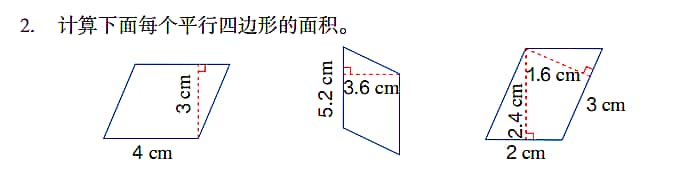 2. 计算下面每个平行四边形的面积。
3 cm
4 cm
5.2 cm
3.6 cm
1.6 cm
2.4 cm
3 cm
2 cm